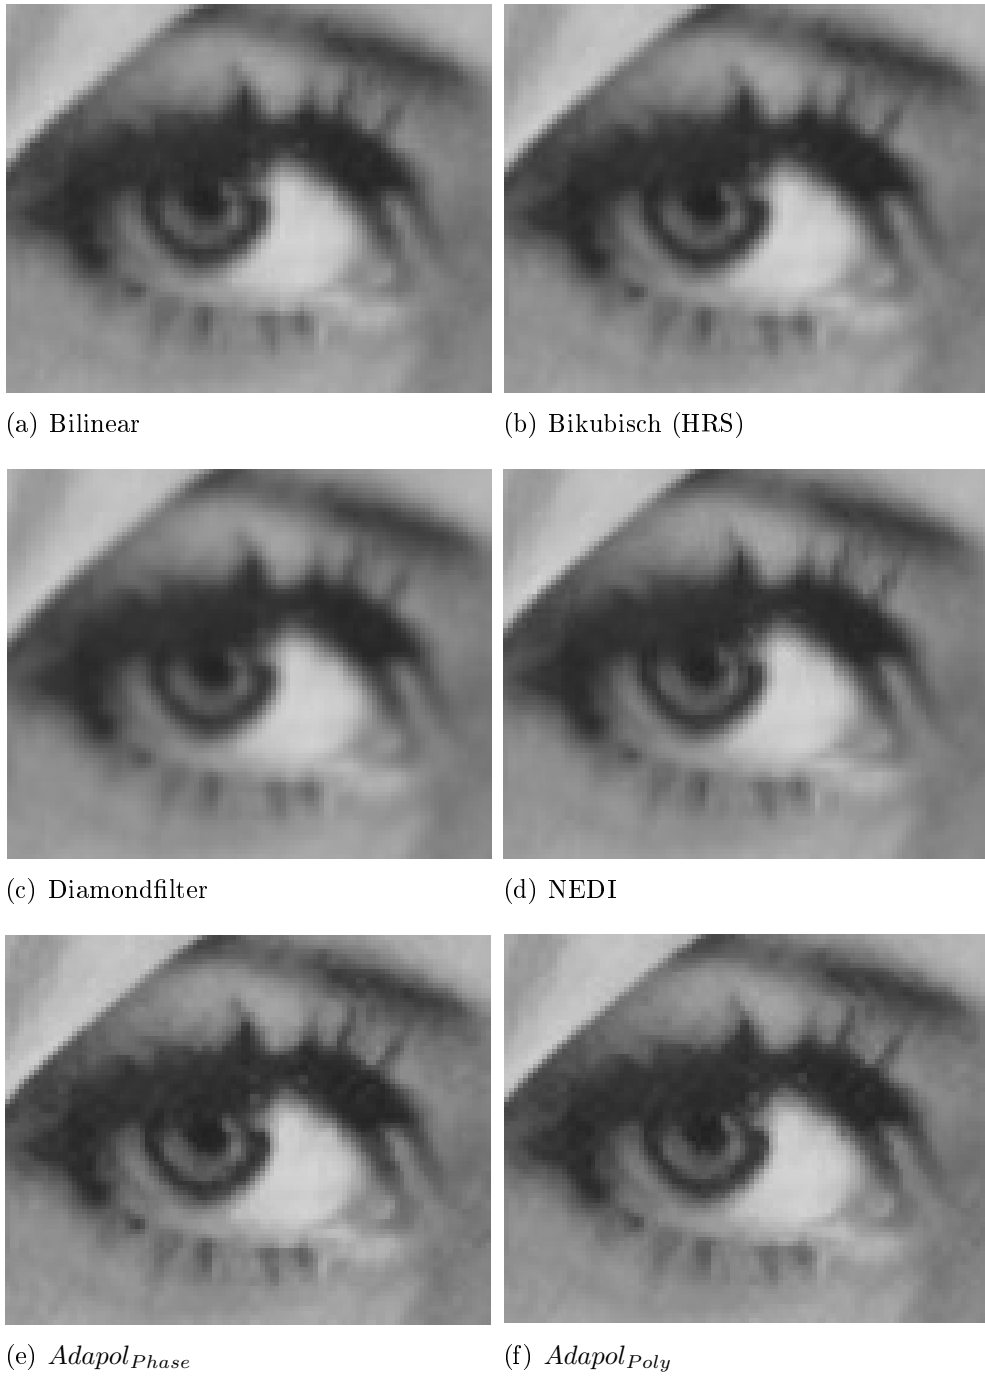 (a) Bilinear
(b) Bikubisch (HRS)
(c) Diamondfilter
(d) NEDI
(e) Adapol_Phase
(f) Adapol_Poly